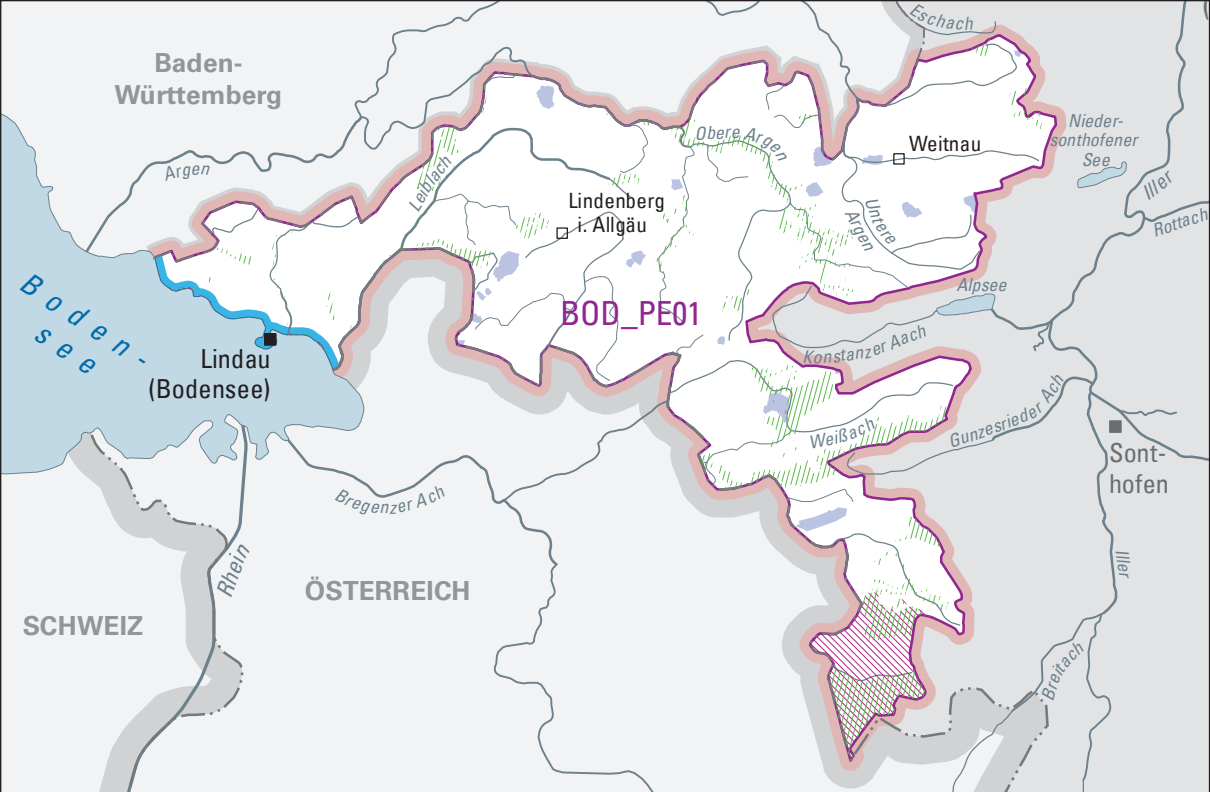 Eschach
Baden-
Württemberg
Argen
Leiblach
Obere Argen
Weitnau
Nieder-
sonthofener
See
Iller
Rottach
Lindenberg
i. Allgäu
Untere
Argen
Boden-
see
BOD_PE01
Alpsee
Konstanzer Aach
Lindau
(Bodensee)
Weißach
Gunzesrieder Ach
Sont-
hofen
Bregenzer Ach
Rhein
Iller
ÖSTERREICH
SCHWEIZ
Breitach